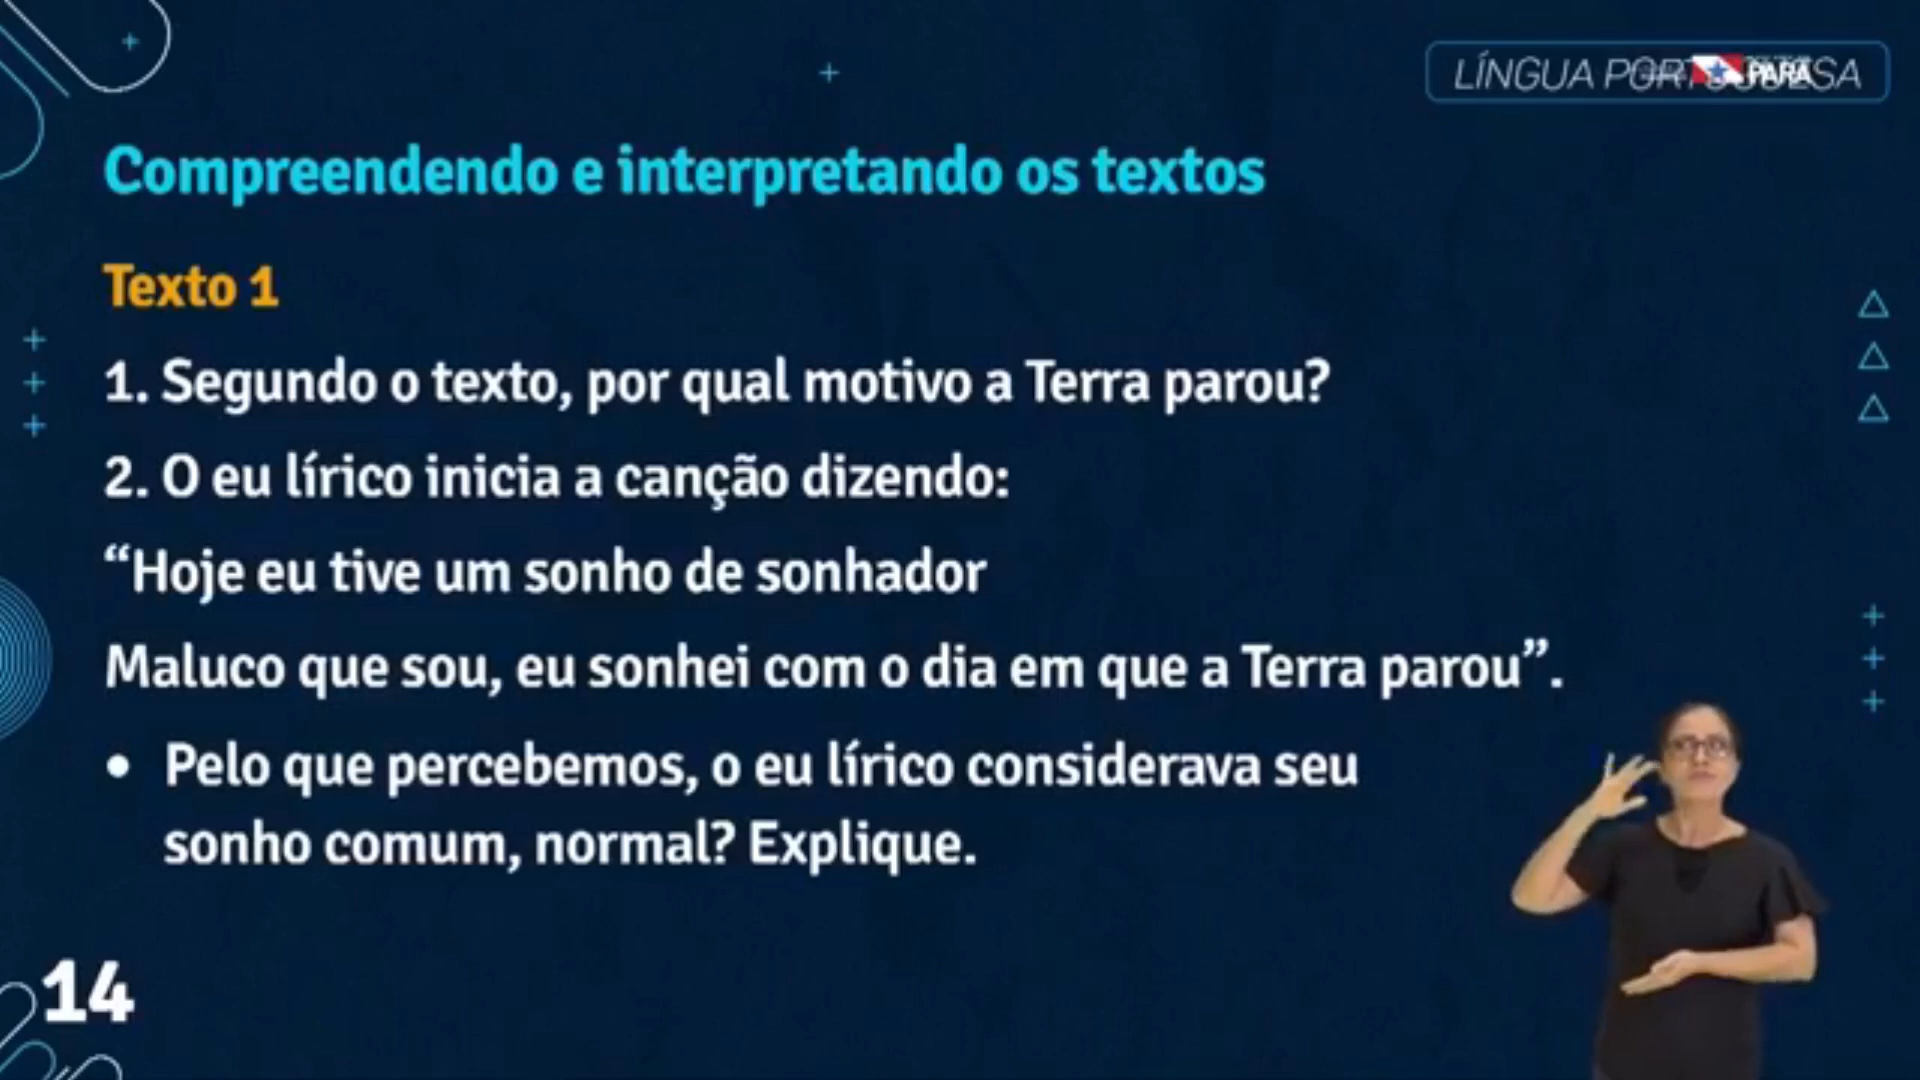 LÍNGUA PORTUGUESA
PARÁ
Compreendendo e interpretando os textos
Texto 1
1. Segundo o texto, por qual motivo a Terra parou?
2. O eu lírico inicia a canção dizendo:
“Hoje eu tive um sonho de sonhador
Maluco que sou, eu sonhei com o dia em que a Terra parou”.
• Pelo que percebemos, o eu lírico considerava seu
sonho comum, normal? Explique.
14